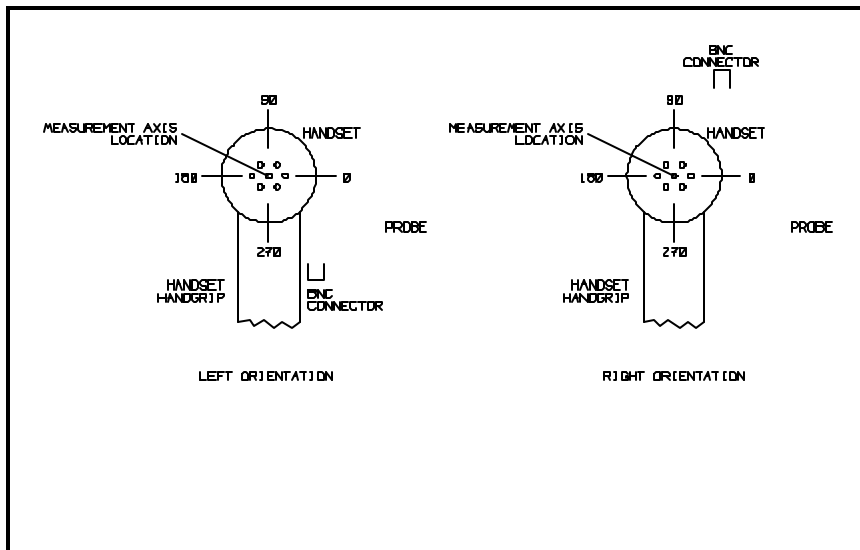 BNC
CONNECTOR
90
MEASUREMENT AXIS
LOCATION
HANDSET
180
0
PROBE
270
HANDSET
HANDGRIP
BNC
CONNECTOR
LEFT ORIENTATION
90
MEASUREMENT AXIS
LOCATION
HANDSET
180
0
PROBE
270
HANDSET
HANDGRIP
RIGHT ORIENTATION